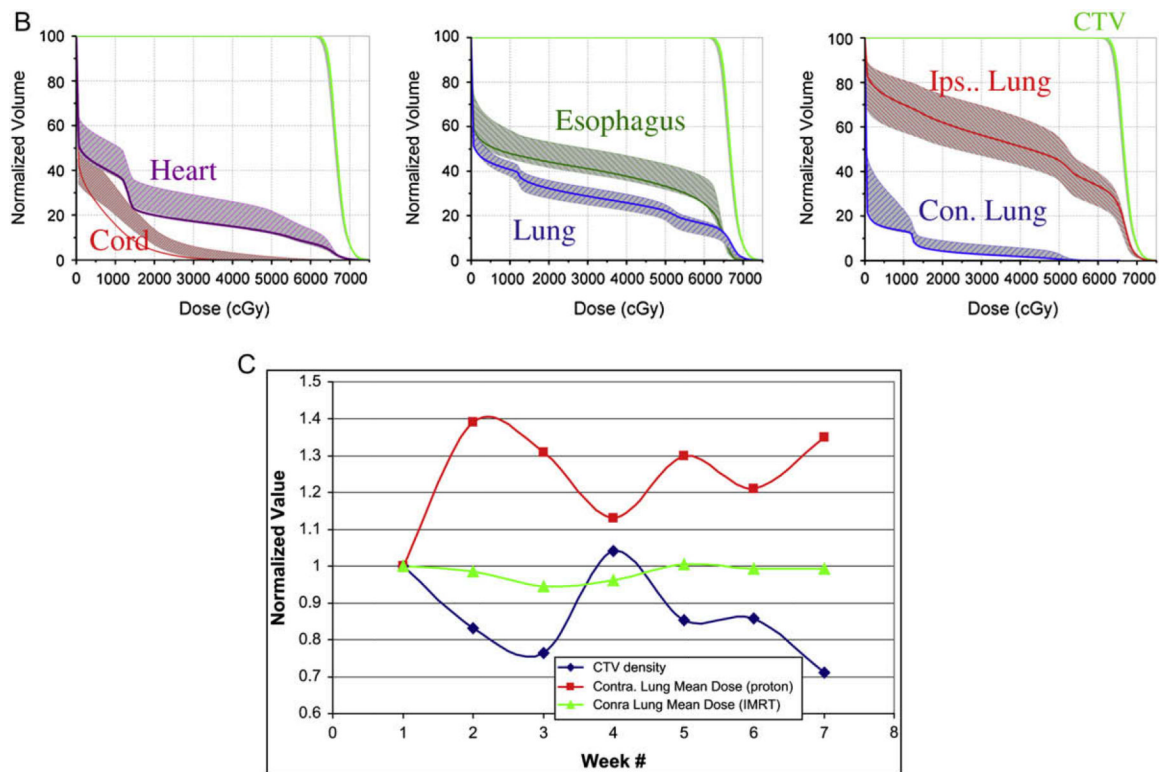 B
CTV
100
80
60
40
20
0
Normalized Volume
Heart
Cord
0 1000 2000 3000 4000 5000 6000 7000
Dose (cGy)
100
80
60
40
20
0
Normalized Volume
Esophagus
Lung
0 1000 2000 3000 4000 5000 6000 7000
Dose (cGy)
100
80
60
40
20
0
Normalized Volume
Ips.. Lung
Con. Lung
0 1000 2000 3000 4000 5000 6000 7000
Dose (cGy)
C
1.5
1.4
1.3
1.2
1.1
1
0.9
0.8
0.7
0.6
Normalized Value
CTV density
Contra. Lung Mean Dose (proton)
Conra Lung Mean Dose (IMRT)
0 1 2 3 4 5 6 7 8
Week #